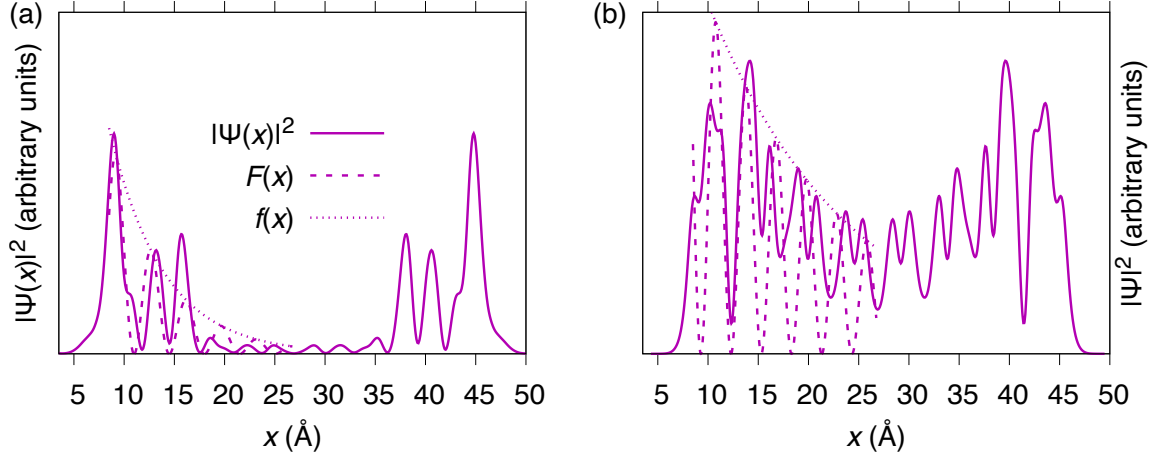 (a)
|Ψ(x)|² (arbitrary units)
|Ψ(x)|²
F(x)
f(x)
5 10 15 20 25 30 35 40 45 50
x (Å)
(b)
|Ψ|² (arbitrary units)
5 10 15 20 25 30 35 40 45 50
x (Å)